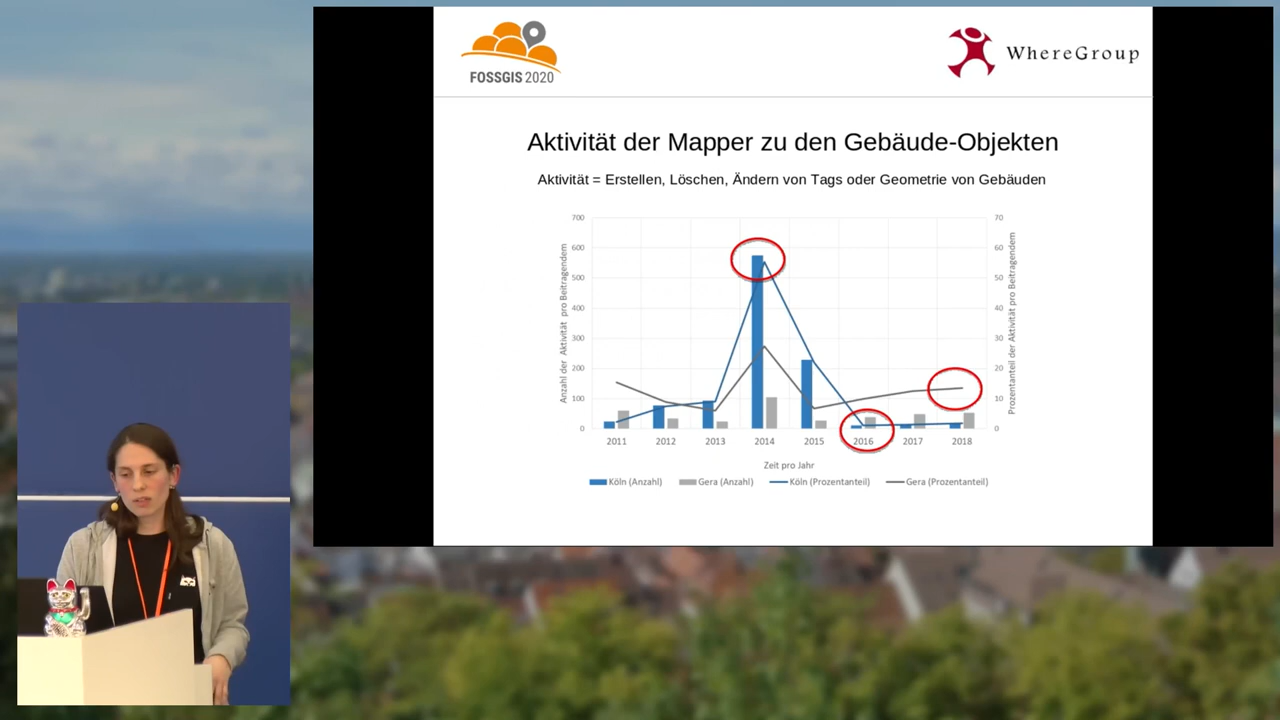 FOSSGIS 2020
WhereGroup
Aktivität der Mapper zu den Gebäude-Objekten
Aktivität = Erstellen, Löschen, Ändern von Tags oder Geometrie von Gebäuden
Anzahl der Aktivität pro Beitragendem
700
600
500
400
300
200
100
0
70
60
50
40
30
20
10
0
Prozentanteil der Aktivität pro Beitragendem
2011 2012 2013 2014 2015 2016 2017 2018
Zeit pro Jahr
Köln (Anzahl) Gera (Anzahl) Köln (Prozentanteil) Gera (Prozentanteil)